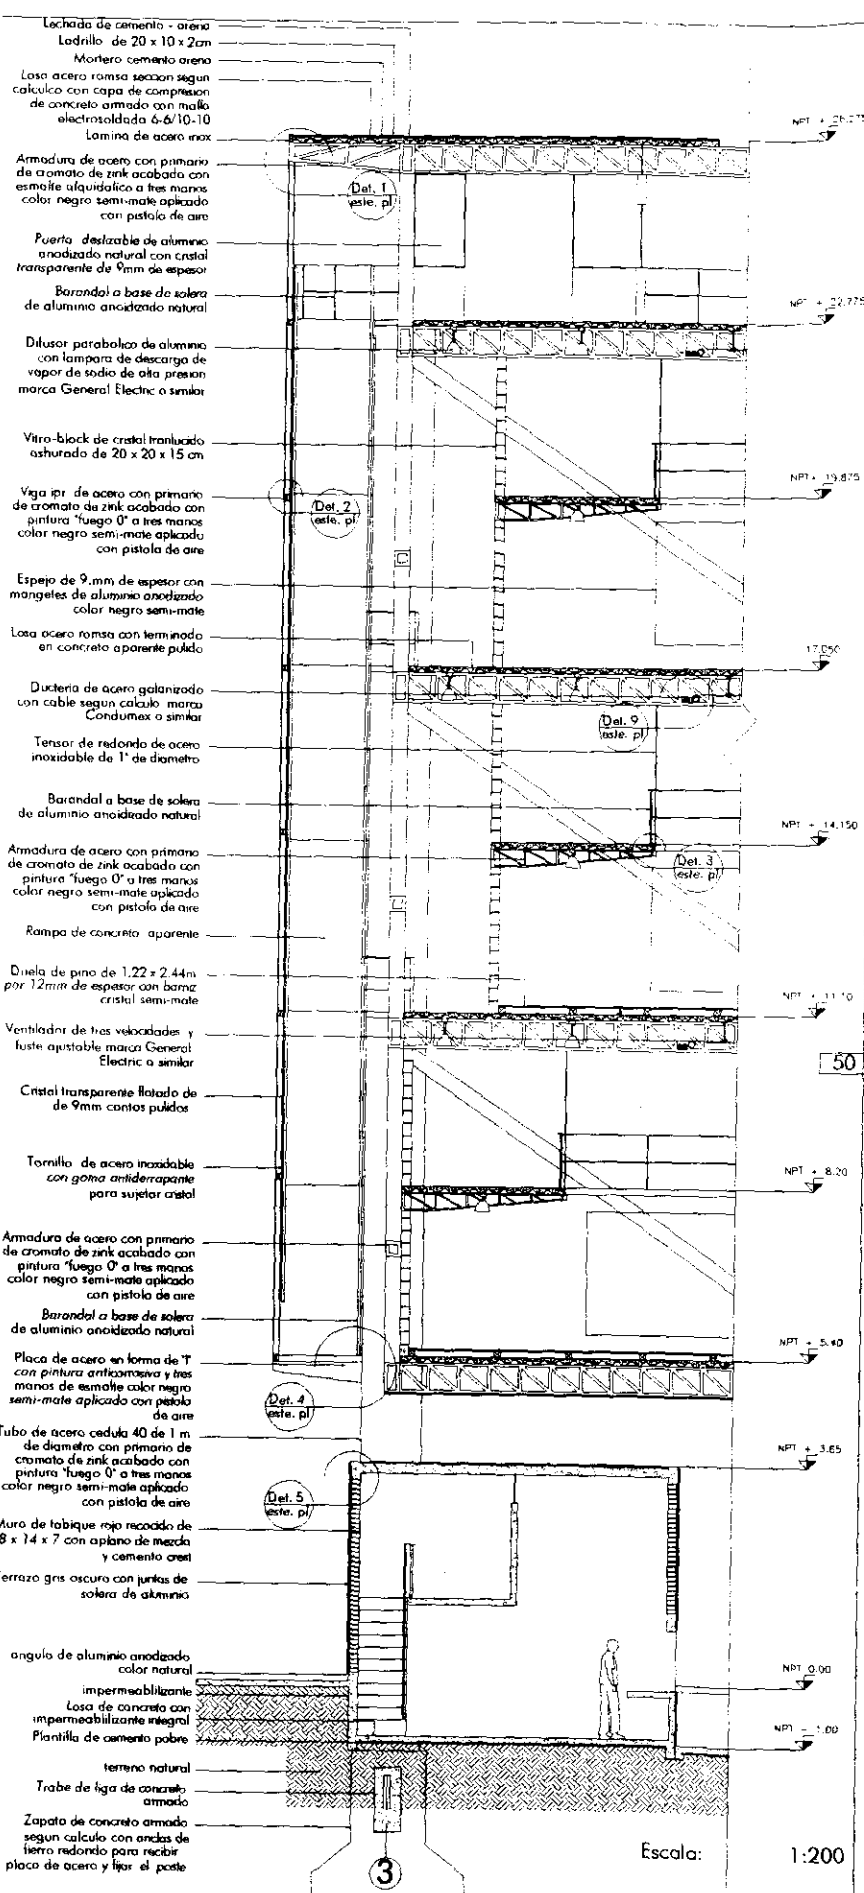 Lechada de cemento - arena
Ladrillo de 20 x 10 x 2cm
Mortero cemento arena
Losa acero romsa seccion segun
calculco con capa de compresion
de concreto armado con malla
electrosoldada 6-6/10-10
Lamina de acero inox
Armadura de acero con primario
de cromato de zink acabado con
esmalte alquidalico a tres manos
color negro semi-mate aplicado
con pistola de aire
Puerta deslizable de aluminio
anodizado natural con cristal
transparente de 9mm de espesor
Barandal a base de solera
de aluminio anoidizado natural
Difusor parabolico de aluminio
con lampara de descarga de
vapor de sodio de alta presion
marca General Electric o similar
Vitro-block de cristal tranlucido
ashurado de 20 x 20 x 15 cm
Viga ipr. de acero con primario
de cromato de zink acabado con
pintura "fuego 0" a tres manos
color negro semi-mate aplicado
con pistola de aire
Espejo de 9.mm de espesor con
mangetes de aluminio anodizado
color negro semi-mate
Losa acero romsa con terminado
en concreto aparente pulido
Ducteria de acero galanizado
con cable segun calculo marca
Condumex o similar
Tensor de redondo de acero
inoxidable de 1" de diametro
Barandal a base de solera
de aluminio anoidizado natural
Armadura de acero con primario
de cromato de zink acabado con
pintura "fuego 0" a tres manos
color negro semi-mate aplicado
con pistola de aire
Rampa de concreto aparente
Duela de pino de 1.22 x 2.44m
por 12mm de espesor con barniz
cristal semi-mate
Ventilador de tres velocidades y
fuste ajustable marca General
Electric o similar
Cristal transparente flotado de
de 9mm contos pulidos
Tornillo de acero inoxidable
con goma antiderrapante
para sujetar cristal
Armadura de acero con primario
de cromato de zink acabado con
pintura "fuego 0" a tres manos
color negro semi-mate aplicado
con pistola de aire
Barandal a base de solera
de aluminio anoidizado natural
Placa de acero en forma de "T"
con pintura anticorrosiva y tres
manos de esmalte color negro
semi-mate aplicado con pistola
de aire
Tubo de acero cedula 40 de 1 m
de diametro con primario de
cromato de zink acabado con
pintura "fuego 0" a tres manos
color negro semi-mate aplicado
con pistola de aire
Muro de tabique rojo recocido de
8 x 14 x 7 con aplano de mezcla
y cemento crest
Terrazo gris oscuro con juntas de
solera de aluminio
angulo de aluminio anodizado
color natural
impermeablilizante
Losa de concreto con
impermeablilizante integral
Plantilla de cemento pobre
terreno natural
Trabe de liga de concreto
armado
Zapata de concreto armado
segun calculo con anclas de
fierro redondo para recibir
placa de acero y fijar el poste
Det. 1
este. pl
Det. 2
este. pl
Det. 9
este. pl
Det. 3
este. pl
Det. 4
este. pl
Det. 5
este. pl
3
NPT + 26.275
NPT + 22.775
NPT + 19.875
17.050
NPT + 14.150
NPT + 11.10
50
NPT + 8.20
NPT + 5.40
NPT + 3.65
NPT 0.00
NPT - 1.00
Escala: 1:200